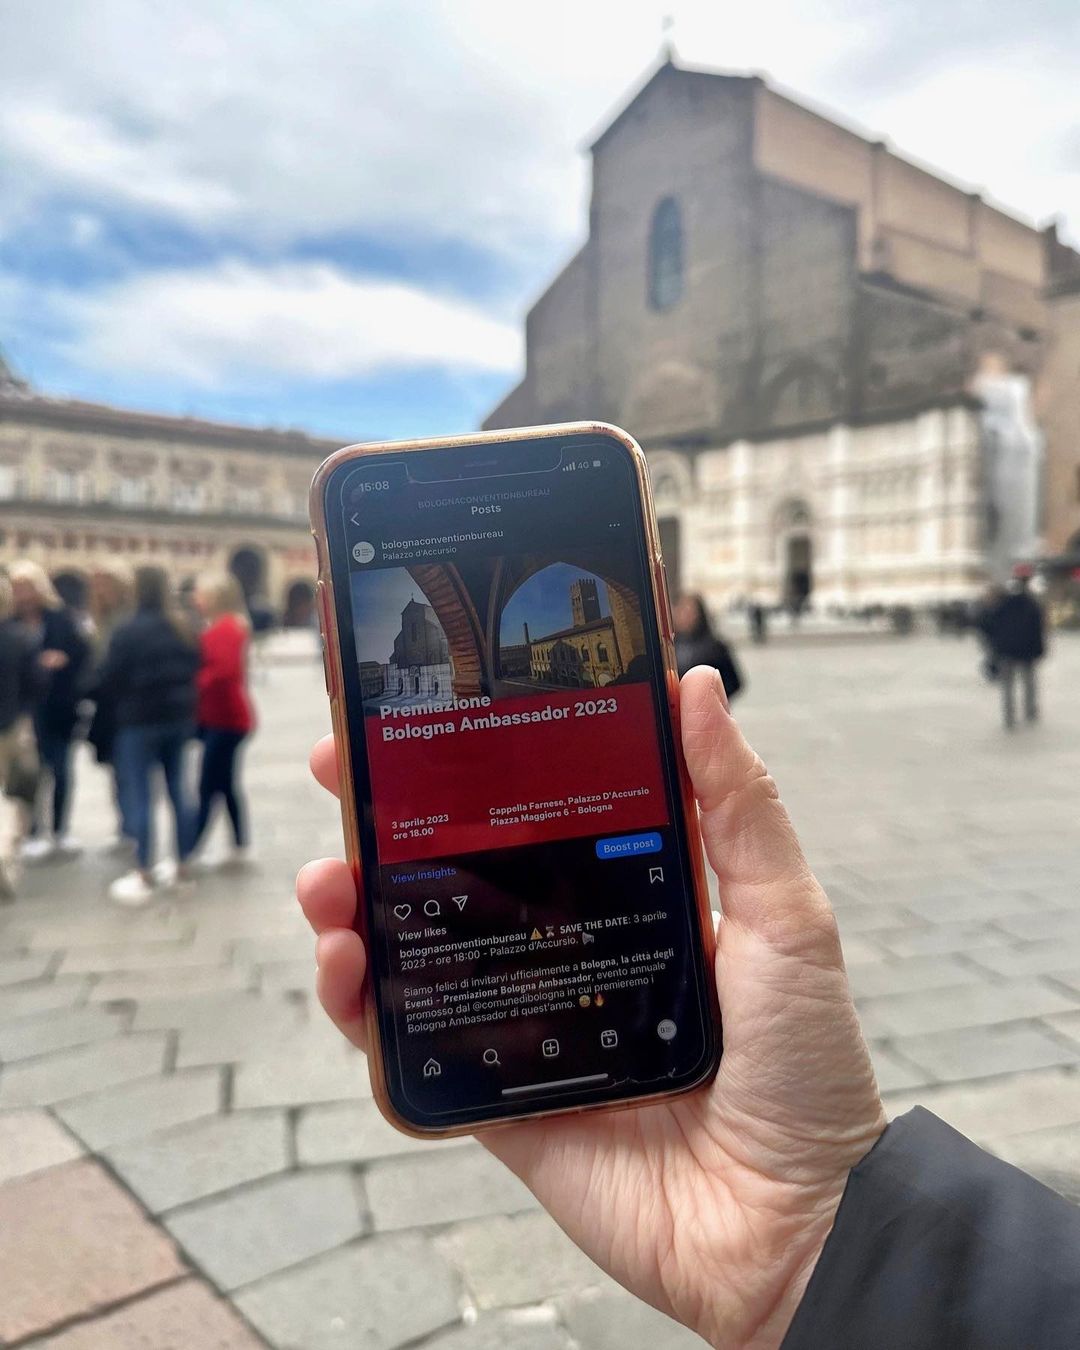 15:08
4G
BOLOGNACONVENTIONBUREAU
Posts
bolognaconventionbureau
Palazzo d'Accursio
Premiazione
Bologna Ambassador 2023
3 aprile 2023
ore 18.00
Cappella Farnese, Palazzo D'Accursio
Piazza Maggiore 6 – Bologna
Boost post
View Insights
View likes
bolognaconventionbureau ⚠️⏳ SAVE THE DATE: 3 aprile
2023 - ore 18:00 - Palazzo d'Accursio. 📣
Siamo felici di invitarvi ufficialmente a Bologna, la città degli
Eventi - Premiazione Bologna Ambassador, evento annuale
promosso dal @comunedibologna in cui premieremo i
Bologna Ambassador di quest'anno. 🤩🔥